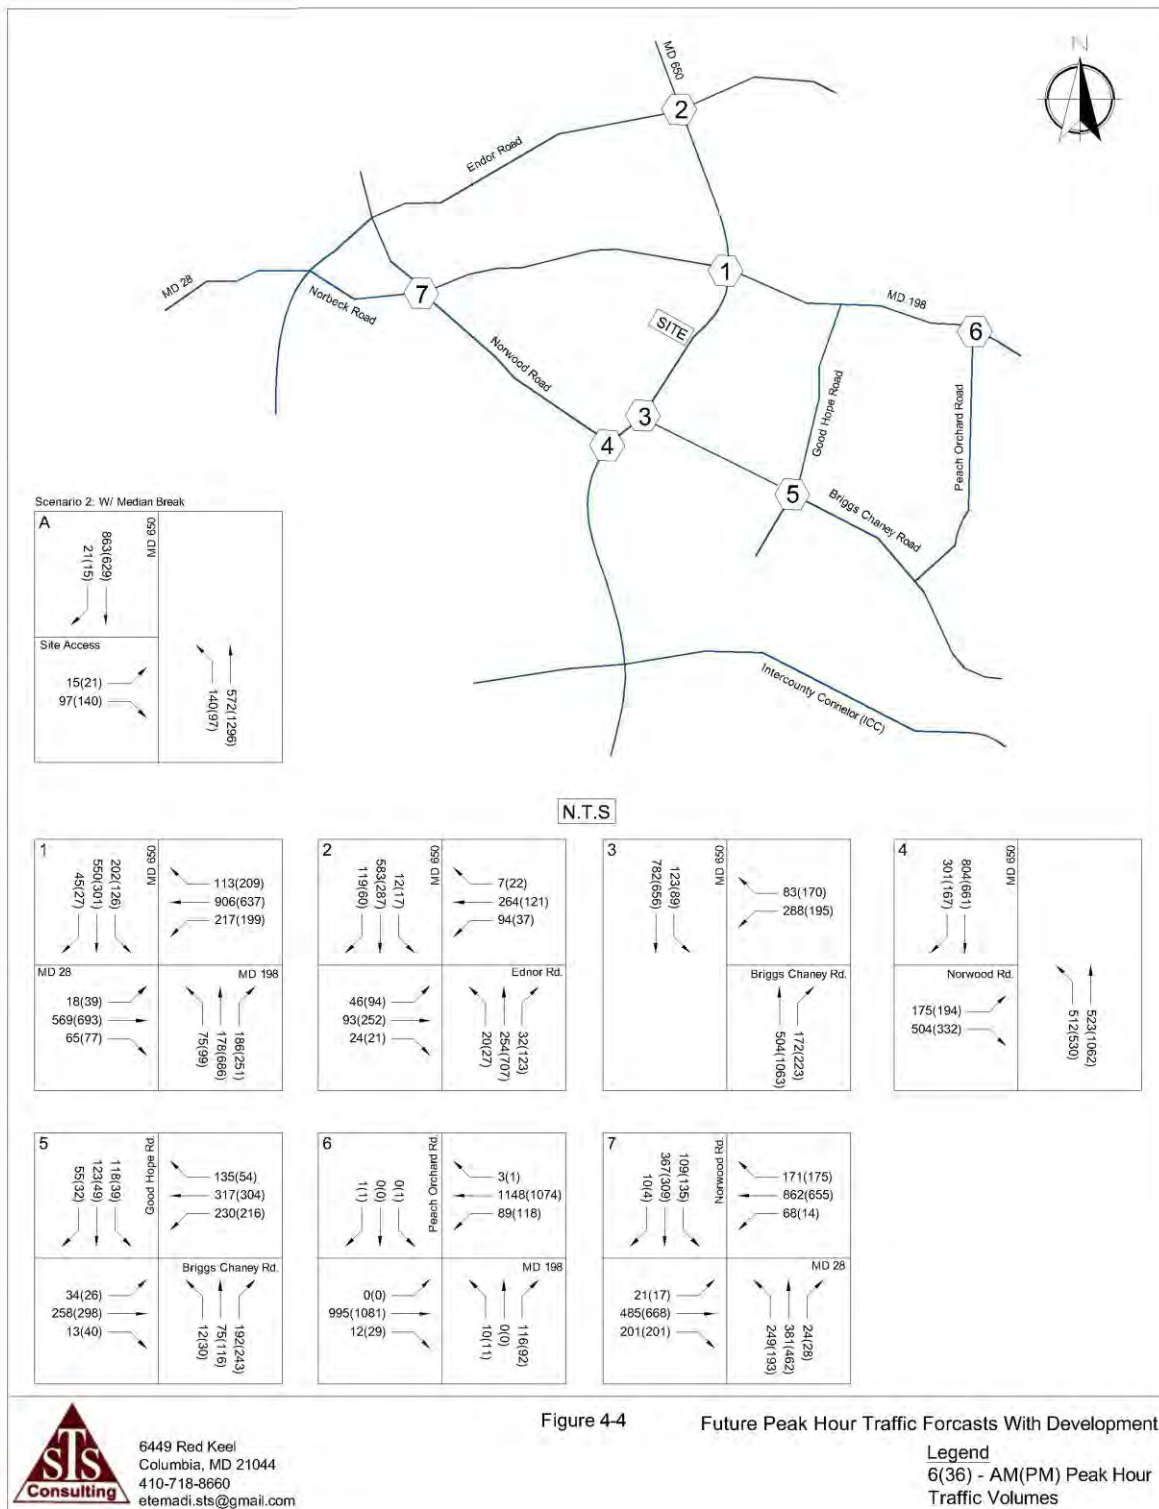 MD 650
N
2
Endor Road
1
MD 28
Norbeck Road
7
MD 198
6
SITE
Norwood Road
Good Hope Road
Peach Orchard Road
3
4
5
Briggs Chaney Road
Intercounty Connetor (ICC)
Scenario 2: W/ Median Break
A
MD 650
863(629)
21(15)
Site Access
15(21)
97(140)
140(97)
572(1296)
N.T.S
1
MD 650
45(27)
550(301)
202(126)
113(209)
906(637)
217(199)
MD 28
MD 198
18(39)
569(693)
65(77)
75(99)
178(686)
186(251)
2
MD 650
119(60)
583(287)
12(17)
7(22)
264(121)
94(37)
Ednor Rd.
46(94)
93(252)
24(21)
20(27)
254(707)
32(123)
3
MD 650
782(656)
123(89)
83(170)
288(195)
Briggs Chaney Rd.
504(1063)
172(223)
4
MD 650
301(167)
804(661)
Norwood Rd.
175(194)
504(332)
512(530)
523(1062)
5
Good Hope Rd.
55(32)
123(49)
118(39)
135(54)
317(304)
230(216)
Briggs Chaney Rd.
34(26)
258(298)
13(40)
12(30)
75(116)
192(243)
6
Peach Orchard Rd.
1(1)
0(0)
0(1)
3(1)
1148(1074)
89(118)
MD 198
0(0)
995(1081)
12(29)
10(11)
0(0)
116(92)
7
Norwood Rd.
10(4)
367(309)
109(135)
171(175)
862(655)
68(14)
MD 28
21(17)
485(668)
201(201)
249(193)
381(462)
24(28)
STS
Consulting
6449 Red Keel
Columbia, MD 21044
410-718-8660
etemadi.sts@gmail.com
Figure 4-4
Future Peak Hour Traffic Forcasts With Development
Legend
6(36) - AM(PM) Peak Hour
Traffic Volumes